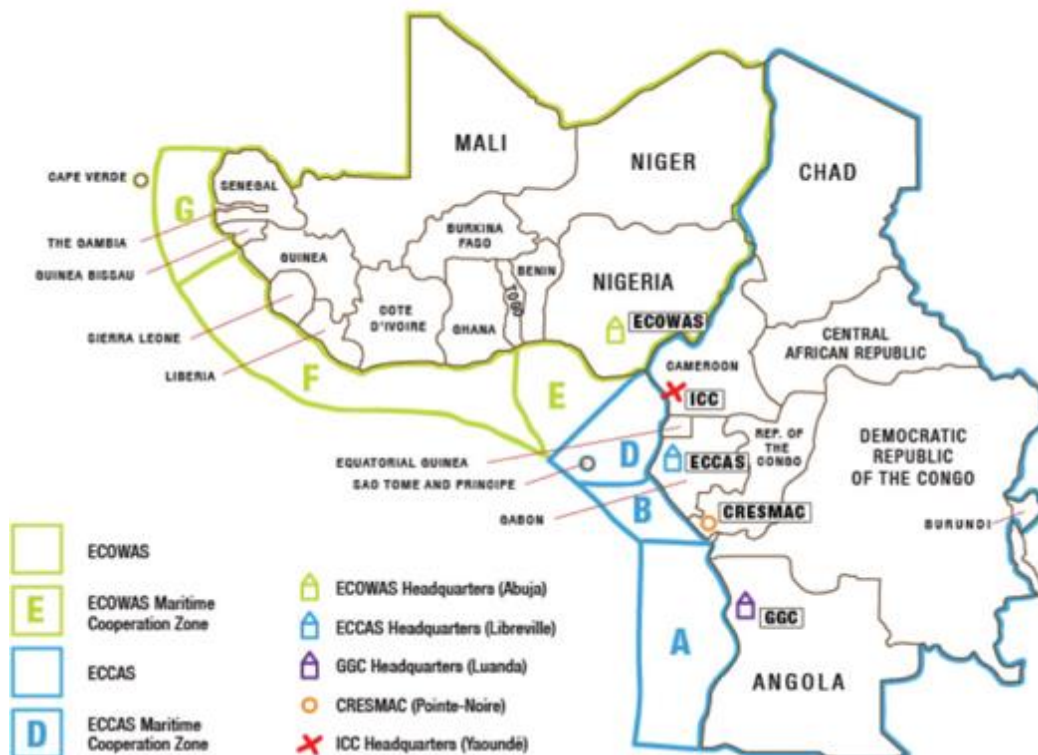 MALI
NIGER
CHAD
CAPE VERDE
SENEGAL
G
THE GAMBIA
GUINEA BISSAU
BURKINA
FASO
GUINEA
BENIN
TOGO
NIGERIA
COTE
D'IVOIRE
GHANA
ECOWAS
SIERRA LEONE
CENTRAL
AFRICAN REPUBLIC
LIBERIA
F
CAMEROON
E
ICC
REP. OF
THE
CONGO
DEMOCRATIC
REPUBLIC
OF THE CONGO
EQUATORIAL GUINEA
D
ECCAS
SAO TOME AND PRINCIPE
GABON
B
CRESMAC
BURUNDI
A
GGC
ANGOLA
ECOWAS
E
ECOWAS Maritime
Cooperation Zone
ECCAS
D
ECCAS Maritime
Cooperation Zone
ECOWAS Headquarters (Abuja)
ECCAS Headquarters (Libreville)
GGC Headquarters (Luanda)
CRESMAC (Pointe-Noire)
ICC Headquarters (Yaoundé)